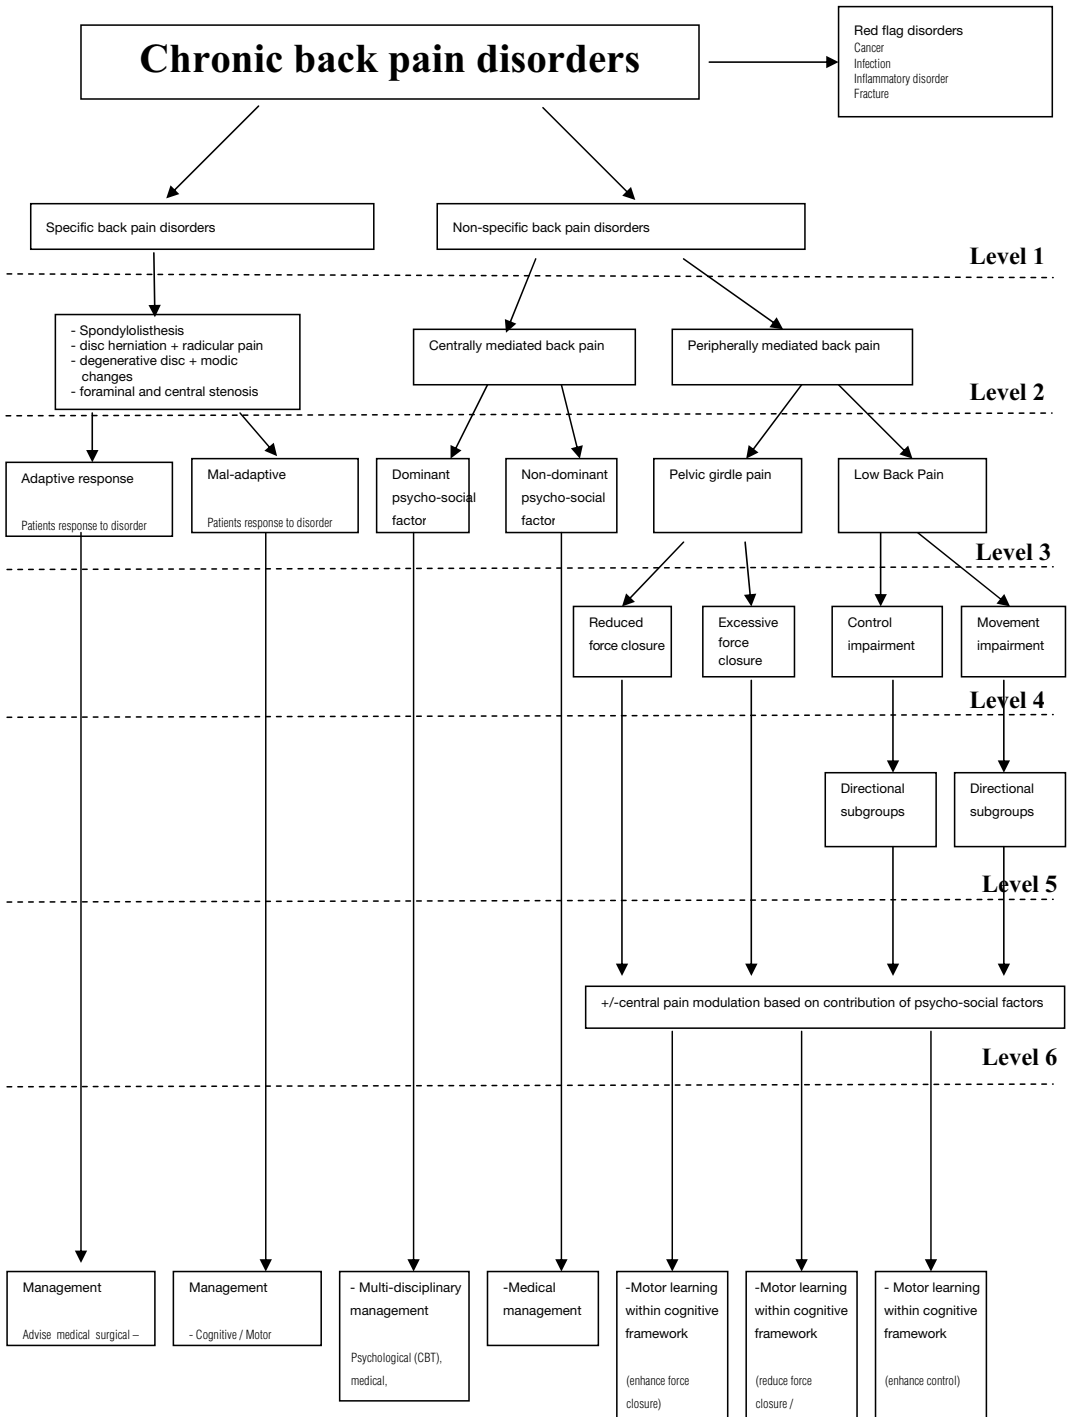 Chronic back pain disorders
Red flag disorders
Cancer
Infection
Inflammatory disorder
Fracture
Specific back pain disorders
Non-specific back pain disorders
Level 1
- Spondylolisthesis
- disc herniation + radicular pain
- degenerative disc + modic
changes
- foraminal and central stenosis
Centrally mediated back pain
Peripherally mediated back pain
Level 2
Adaptive response
Patients response to disorder
Mal-adaptive
Patients response to disorder
Dominant
psycho-social
factor
Non-dominant
psycho-social
factor
Pelvic girdle pain
Low Back Pain
Level 3
Reduced
force closure
Excessive
force
closure
Control
impairment
Movement
impairment
Level 4
Directional
subgroups
Directional
subgroups
Level 5
+/-central pain modulation based on contribution of psycho-social factors
Level 6
Management
Advise medical surgical –
Management
- Cognitive / Motor
- Multi-disciplinary
management
Psychological (CBT),
medical,
-Medical
management
-Motor learning
within cognitive
framework
(enhance force
closure)
-Motor learning
within cognitive
framework
(reduce force
closure /
- Motor learning
within cognitive
framework
(enhance control)